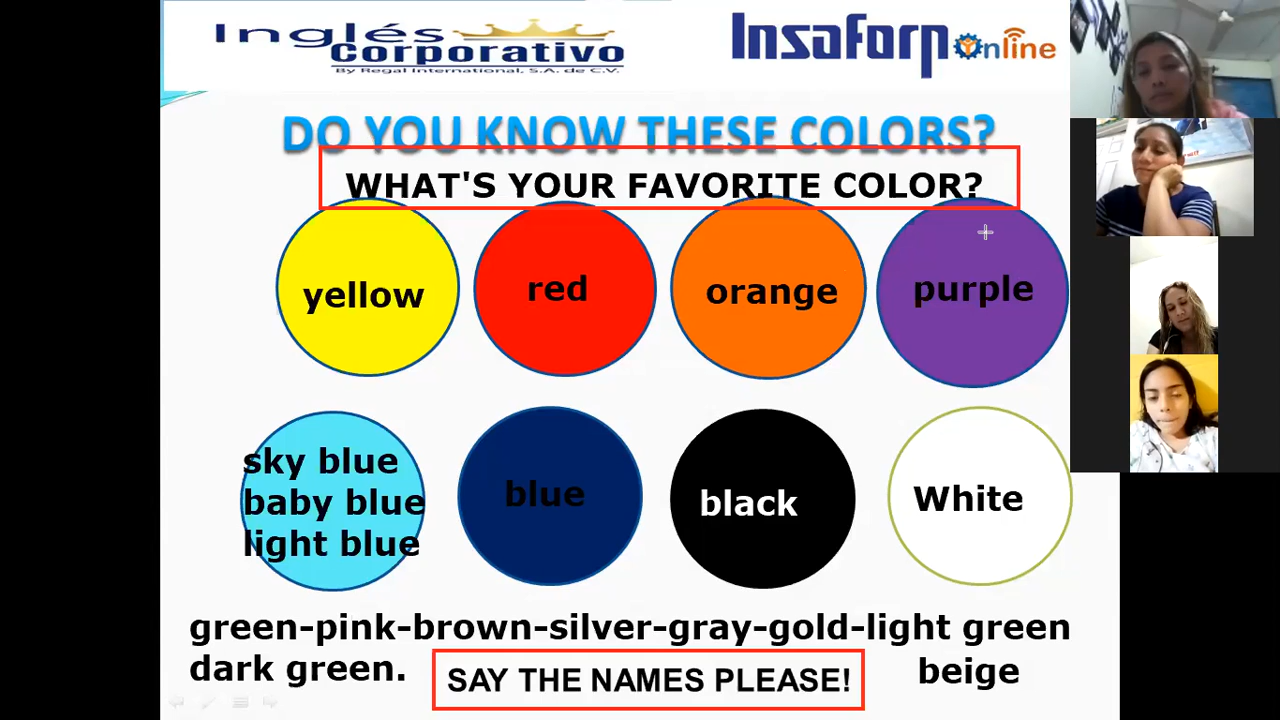 Inglés
Corporativo
By Regal International, S.A. de C.V.
Insaforp Online
DO YOU KNOW THESE COLORS?
WHAT'S YOUR FAVORITE COLOR?
yellow
red
orange
purple
sky blue
baby blue
light blue
blue
black
White
green-pink-brown-silver-gray-gold-light green
dark green.
beige
SAY THE NAMES PLEASE!